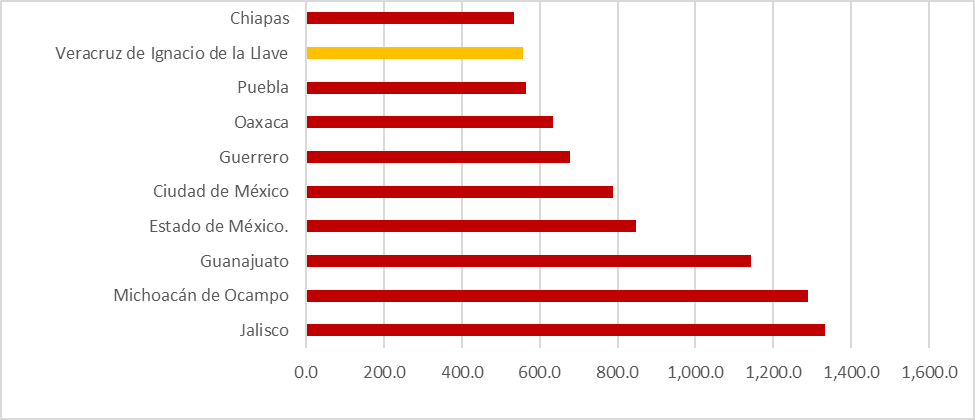 Chiapas
Veracruz de Ignacio de la Llave
Puebla
Oaxaca
Guerrero
Ciudad de México
Estado de México.
Guanajuato
Michoacán de Ocampo
Jalisco
0.0 200.0 400.0 600.0 800.0 1,000.0 1,200.0 1,400.0 1,600.0